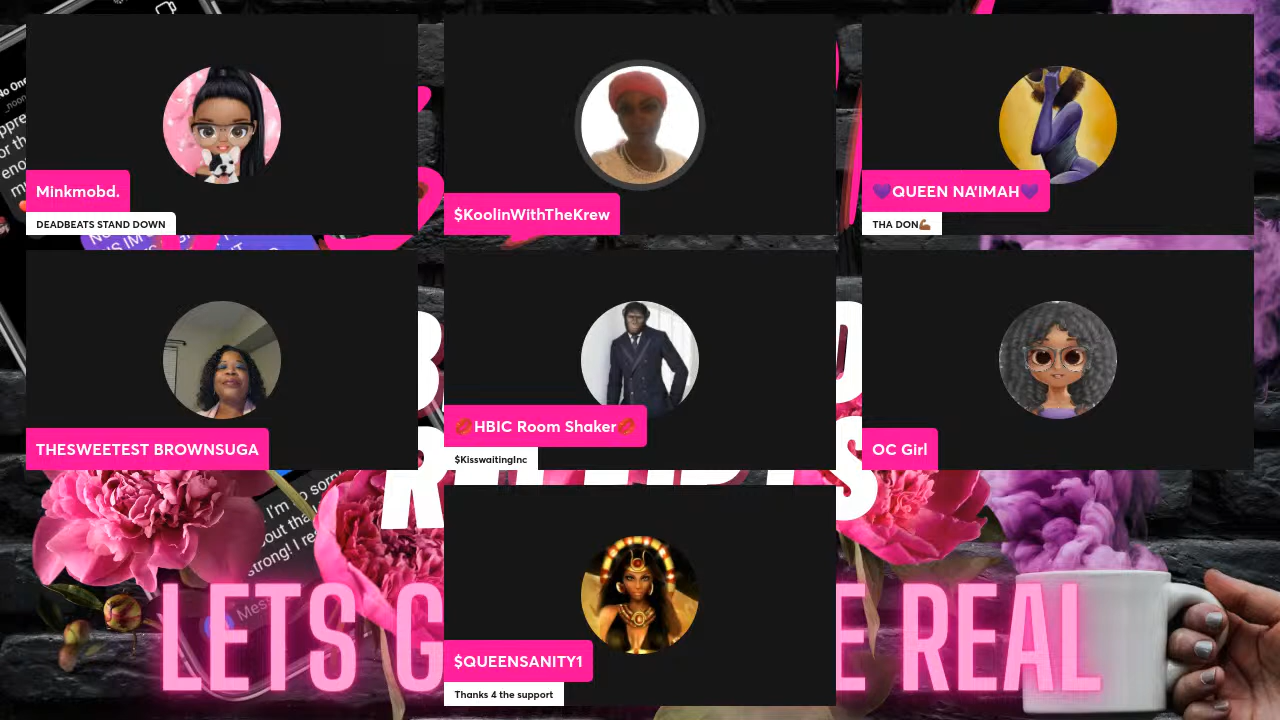 Minkmobd.
DEADBEATS STAND DOWN
$KoolinWithTheKrew
💜QUEEN NA'IMAH💜
THA DON💪🏾
THESWEETEST BROWNSUGA
💋HBIC Room Shaker💋
$KisswaitingInc
OC Girl
$QUEENSANITY1
Thanks 4 the support
LETS G
E REAL